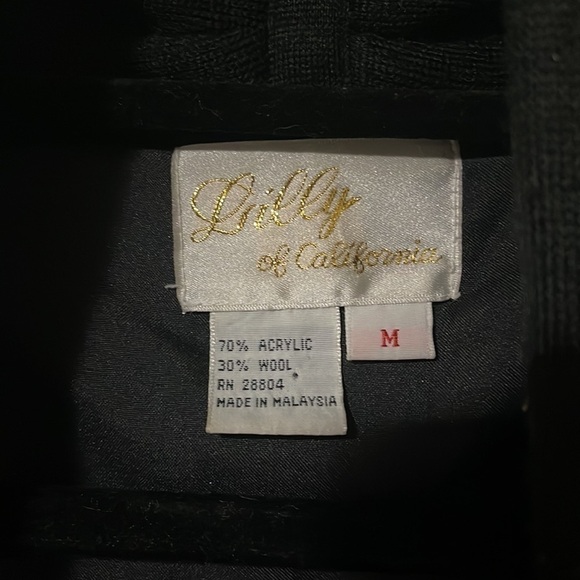 Lilly
of California
70% ACRYLIC
30% WOOL
RN 28804
MADE IN MALAYSIA
M